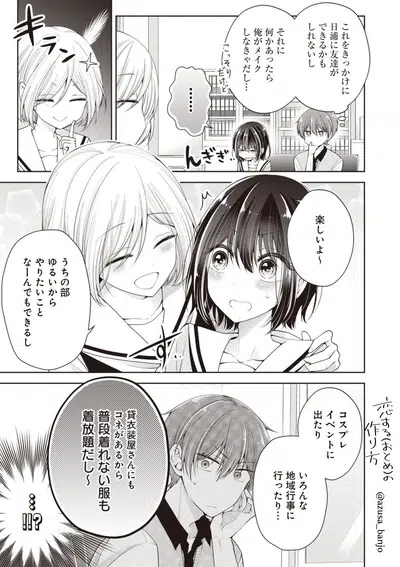 これをきっかけに
日浦に友達が
できるかも
しれないし
それに
何かあったら
俺がメイク
しなきゃだし…
こっそりだけど
んぎぎ…
楽しいよ〜
うちの部
ゆるいから
やりたいこと
なーんでもできるし
コスプレ
イベントに
出たり
いろんな
地域行事に
行ったり…
貸衣装屋さんにも
コネがあるから
普段着れない服も
着放題だし〜
…!!?
恋する(おとめ)の
作り方
@azusa_banjo